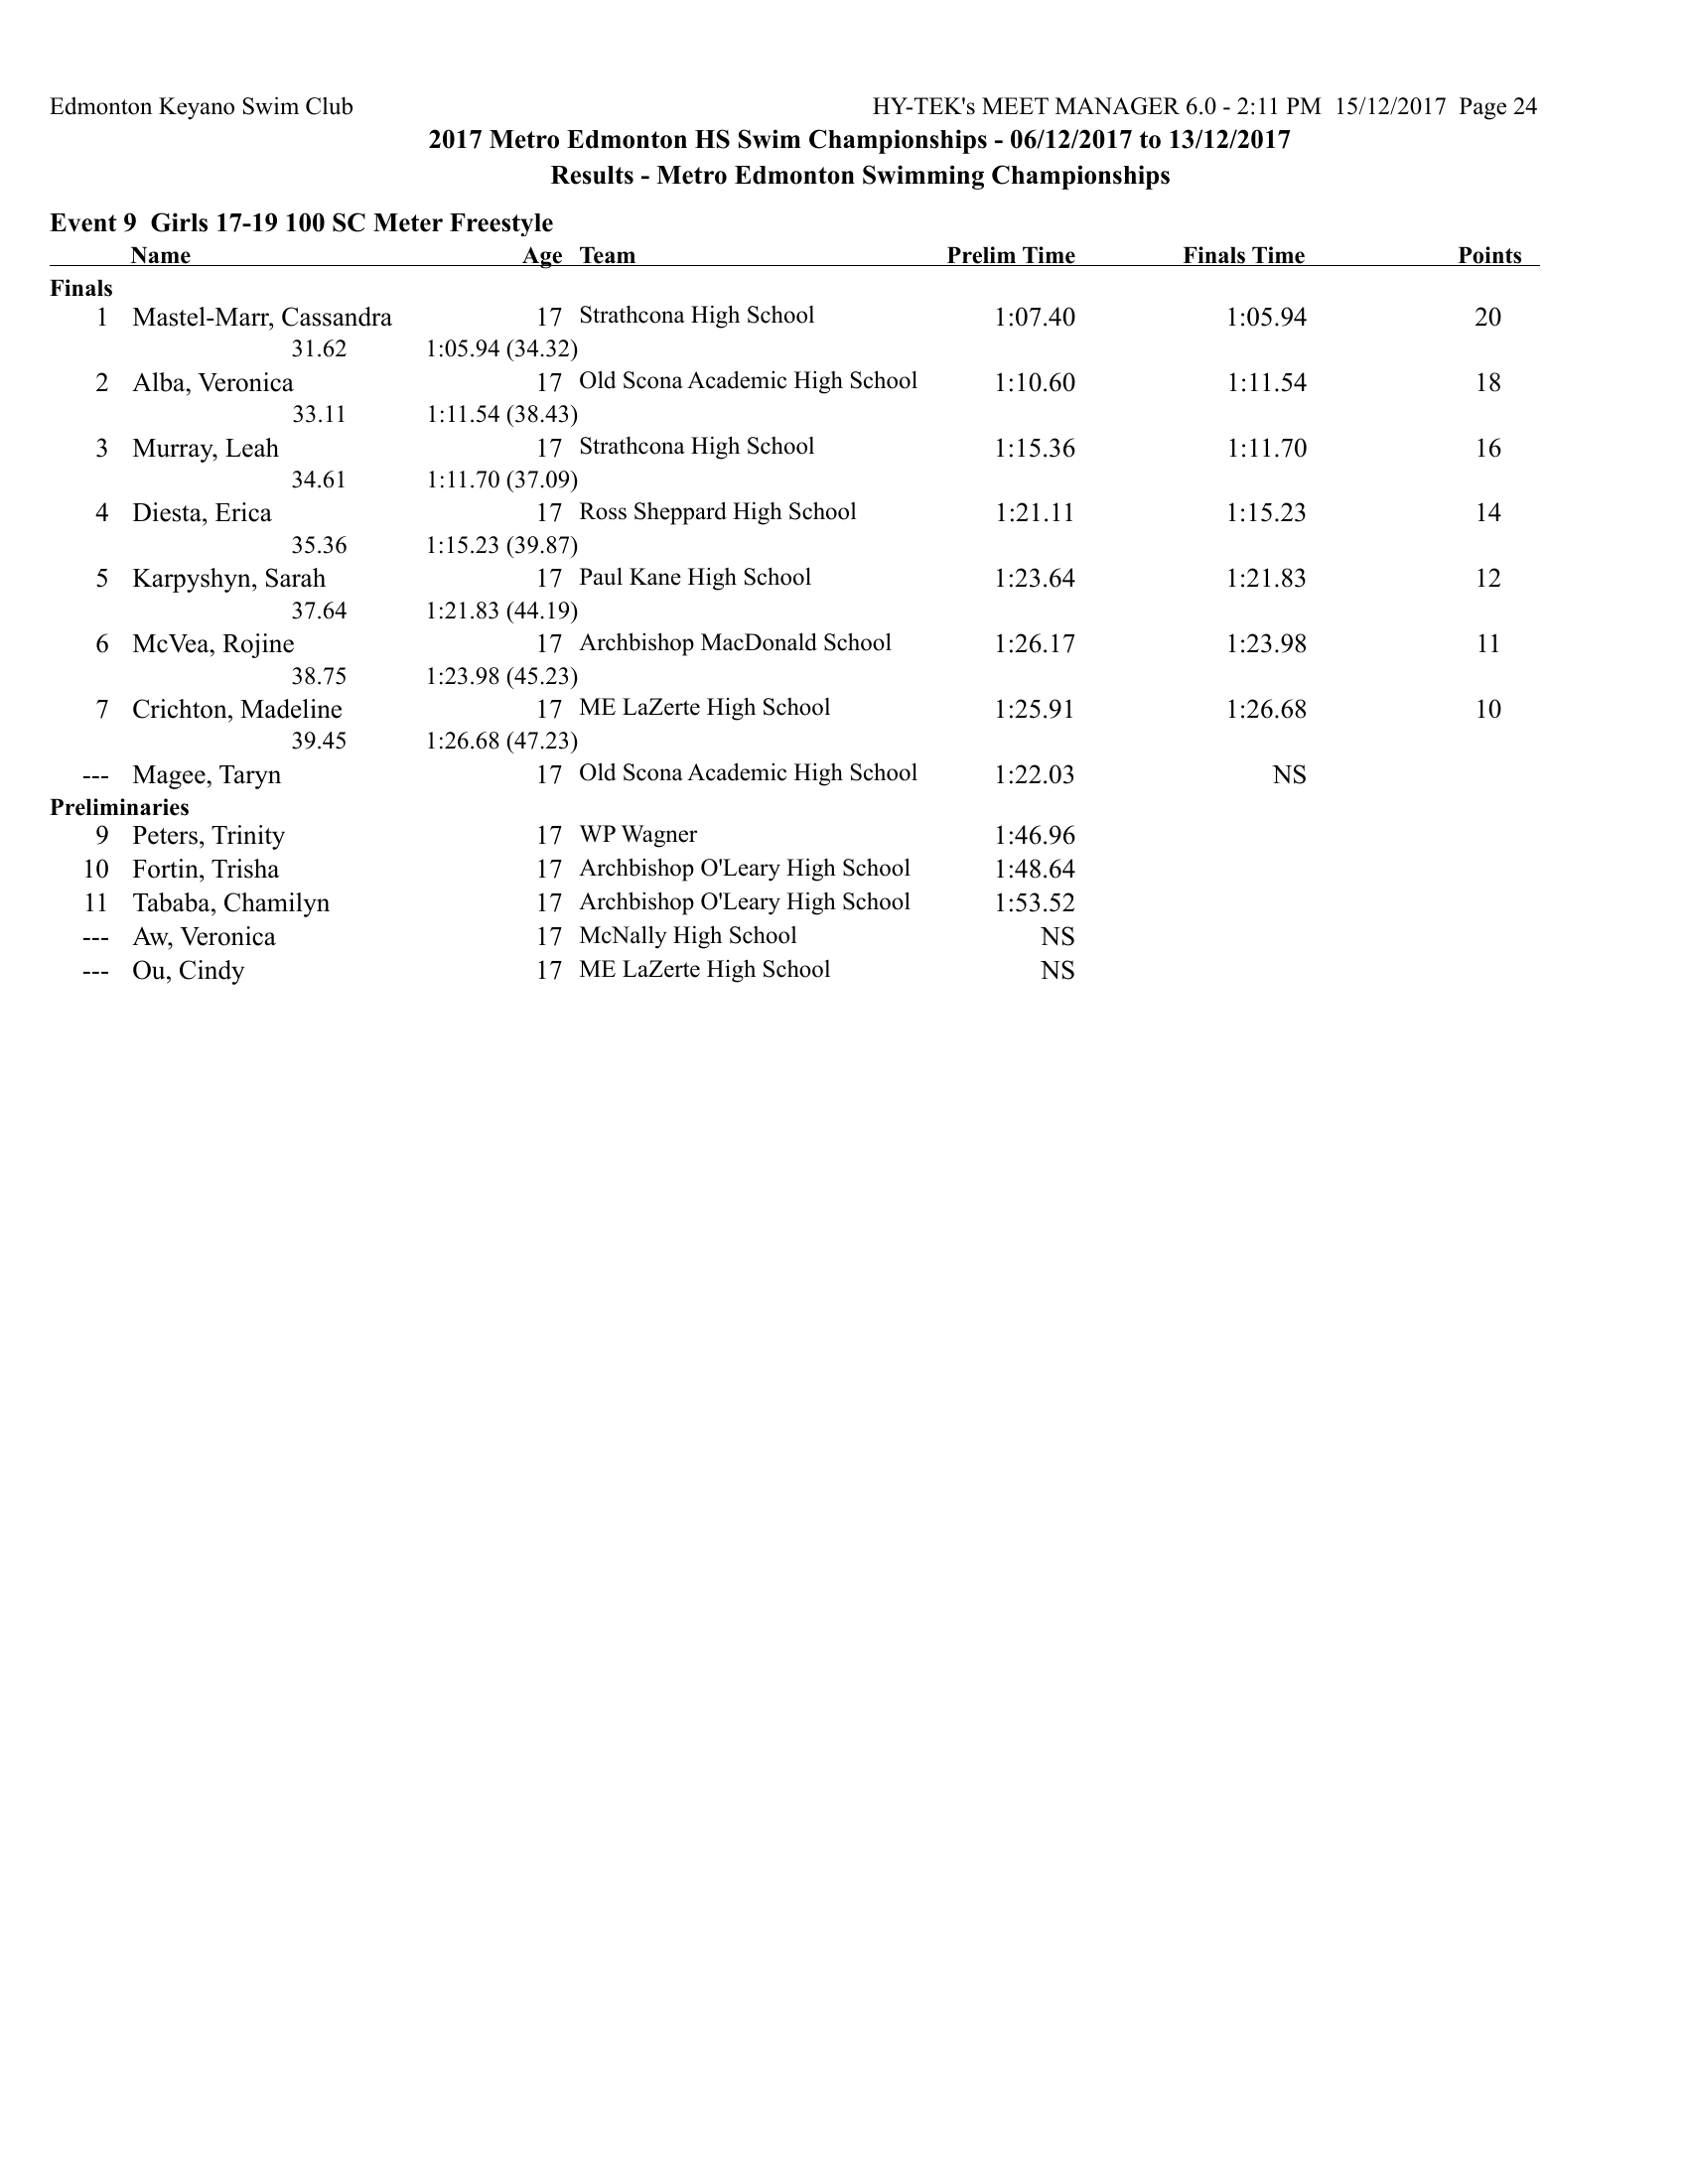 Edmonton Keyano Swim Club HY-TEK's MEET MANAGER 6.0 - 2:11 PM 15/12/2017 Page 24
2017 Metro Edmonton HS Swim Championships - 06/12/2017 to 13/12/2017
Results - Metro Edmonton Swimming Championships
Event 9 Girls 17-19 100 SC Meter Freestyle
Name Age Team Prelim Time Finals Time Points
Finals
1 Mastel-Marr, Cassandra 17 Strathcona High School 1:07.40 1:05.94 20
31.62 1:05.94 (34.32)
2 Alba, Veronica 17 Old Scona Academic High School 1:10.60 1:11.54 18
33.11 1:11.54 (38.43)
3 Murray, Leah 17 Strathcona High School 1:15.36 1:11.70 16
34.61 1:11.70 (37.09)
4 Diesta, Erica 17 Ross Sheppard High School 1:21.11 1:15.23 14
35.36 1:15.23 (39.87)
5 Karpyshyn, Sarah 17 Paul Kane High School 1:23.64 1:21.83 12
37.64 1:21.83 (44.19)
6 McVea, Rojine 17 Archbishop MacDonald School 1:26.17 1:23.98 11
38.75 1:23.98 (45.23)
7 Crichton, Madeline 17 ME LaZerte High School 1:25.91 1:26.68 10
39.45 1:26.68 (47.23)
--- Magee, Taryn 17 Old Scona Academic High School 1:22.03 NS
Preliminaries
9 Peters, Trinity 17 WP Wagner 1:46.96
10 Fortin, Trisha 17 Archbishop O'Leary High School 1:48.64
11 Tababa, Chamilyn 17 Archbishop O'Leary High School 1:53.52
--- Aw, Veronica 17 McNally High School NS
--- Ou, Cindy 17 ME LaZerte High School NS